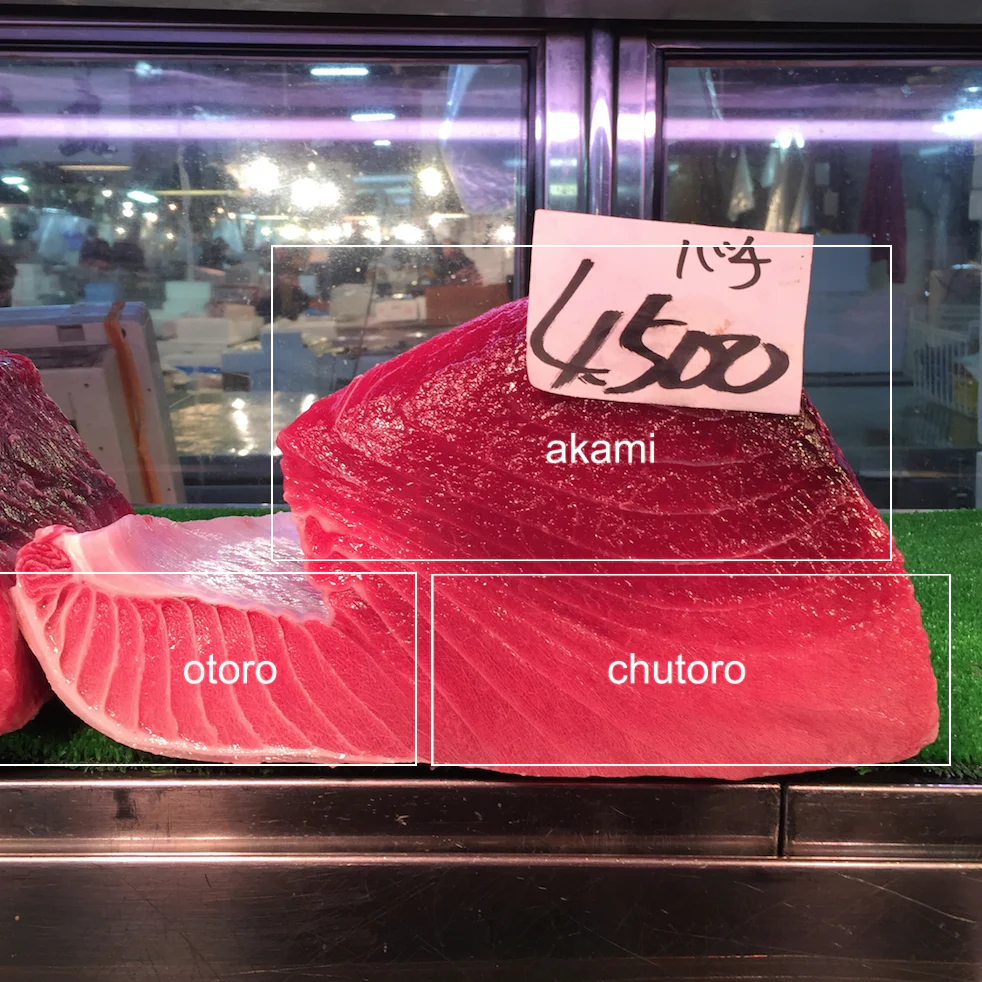 バチ
4500
akami
otoro
chutoro